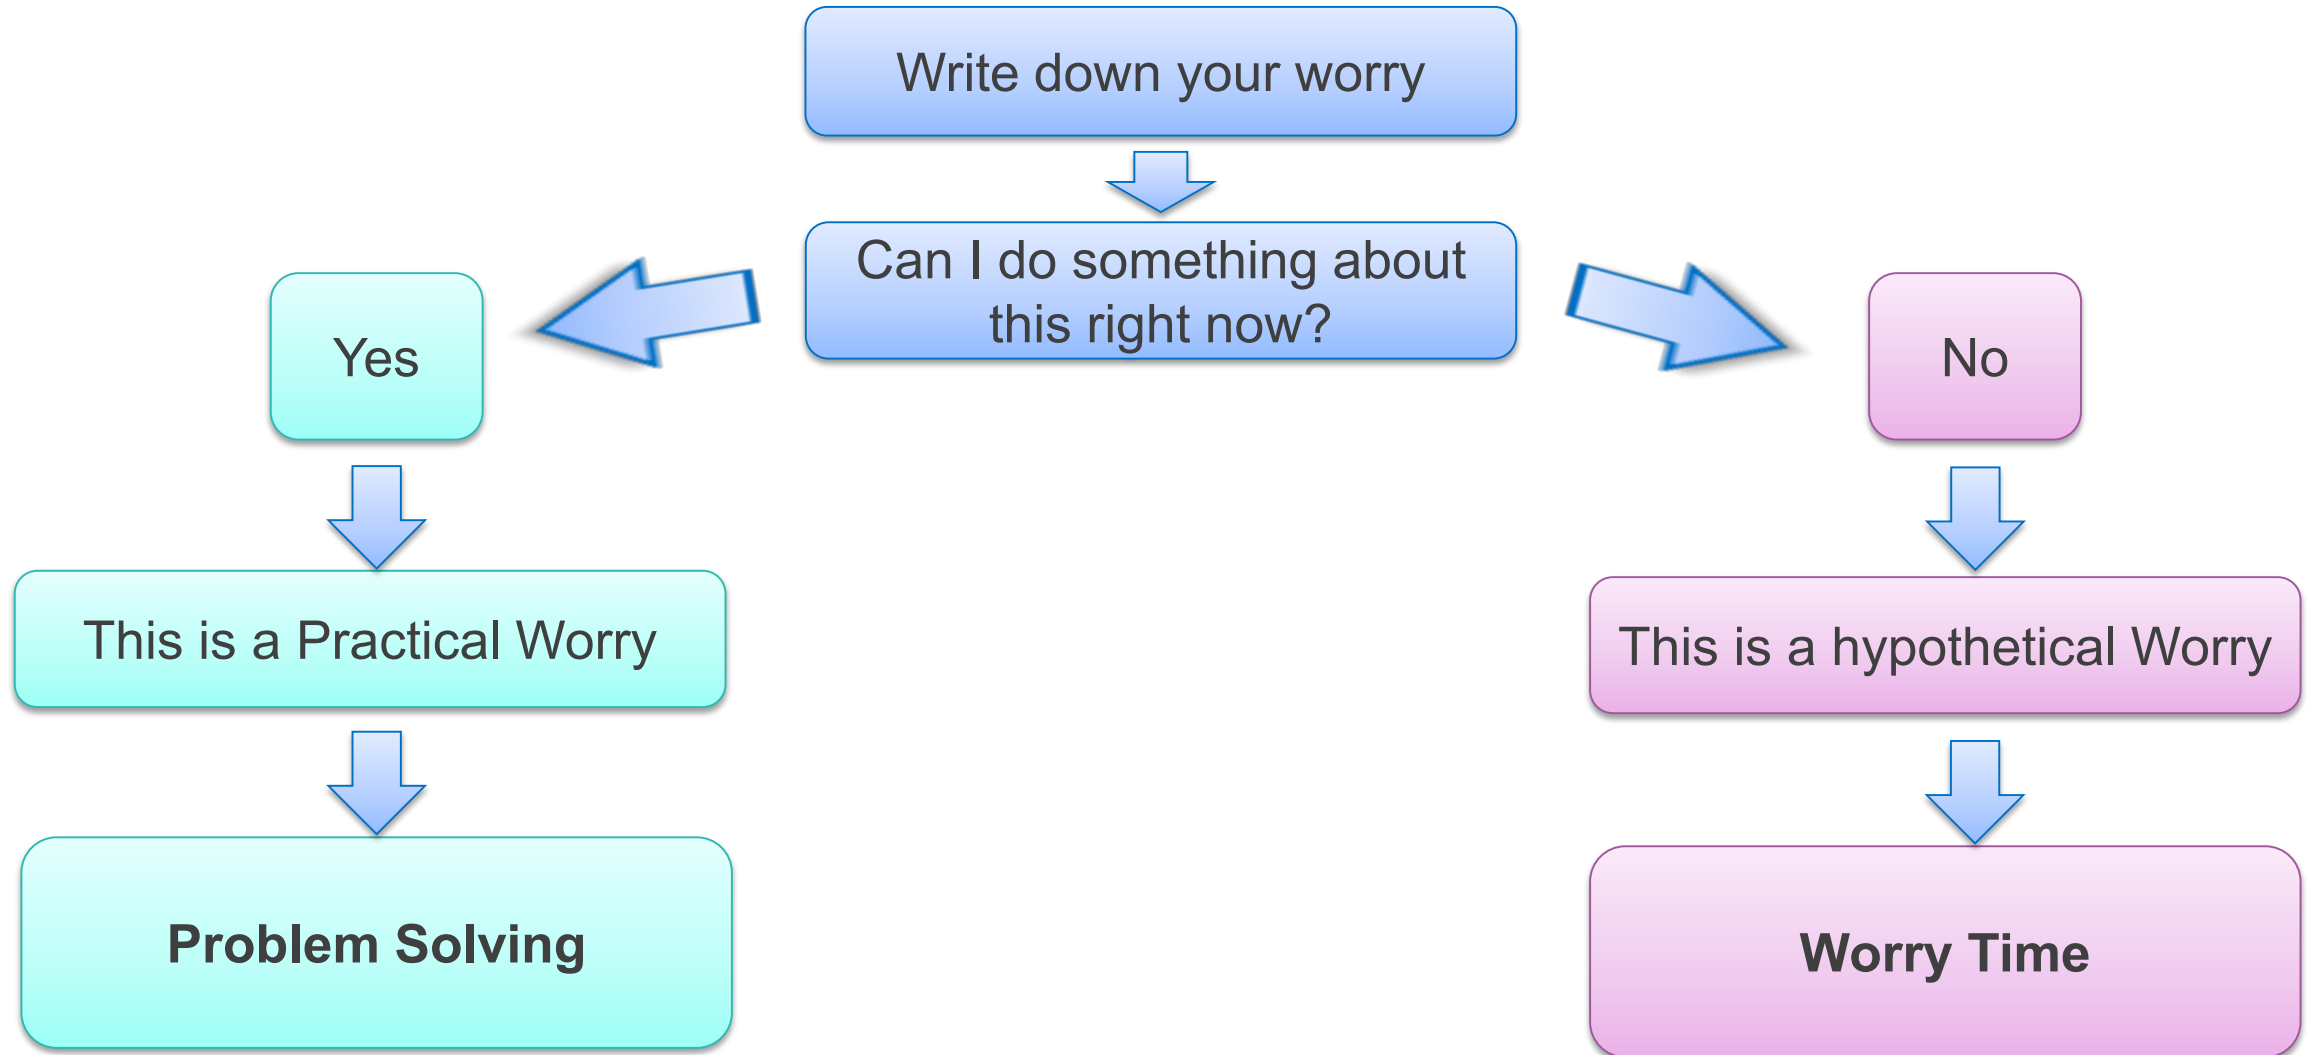 Write down your worry
Can I do something about
this right now?
Yes
No
This is a Practical Worry
This is a hypothetical Worry
Problem Solving
Worry Time